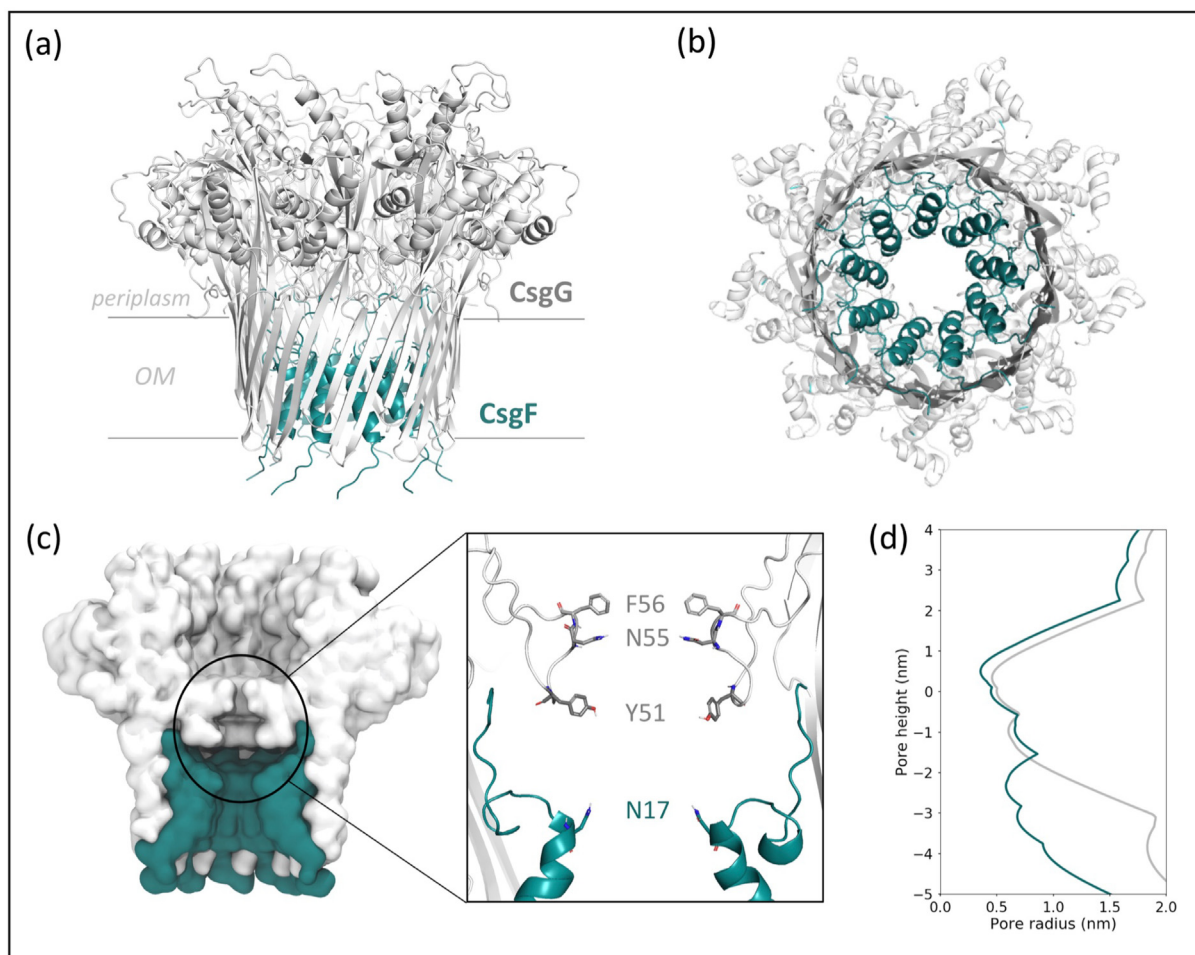 (a)
periplasm
CsgG
OM
CsgF
(b)
(c)
F56
N55
Y51
N17
(d)
4
3
2
1
0
−1
−2
−3
−4
−5
Pore height (nm)
0.0 0.5 1.0 1.5 2.0
Pore radius (nm)